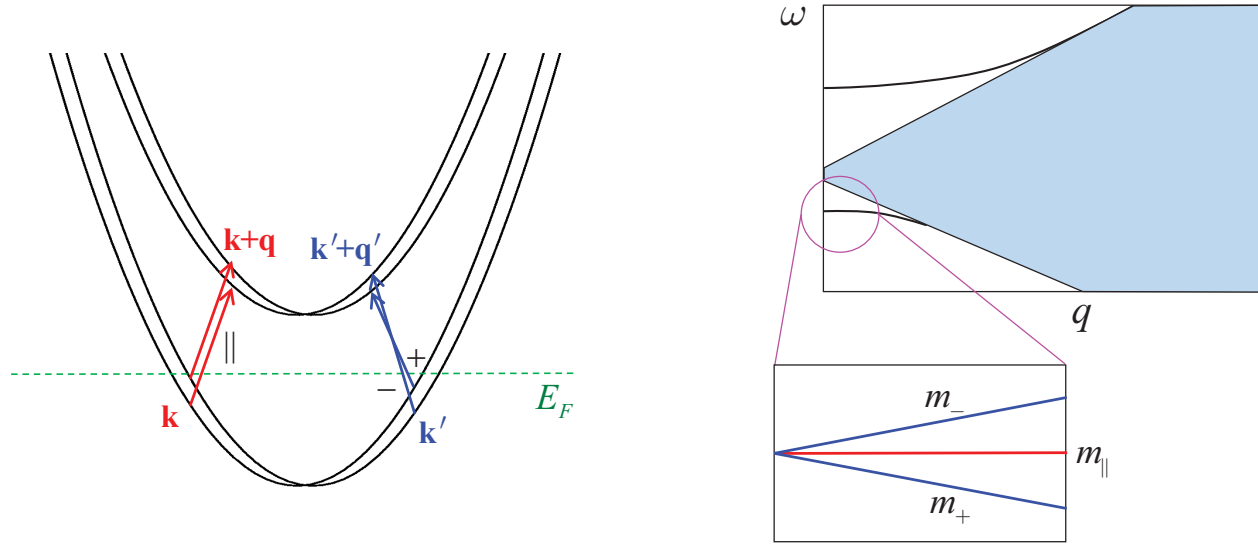 k+q
k′+q′
||
+
−
E_F
k
k′
ω
q
m_−
m_||
m_+